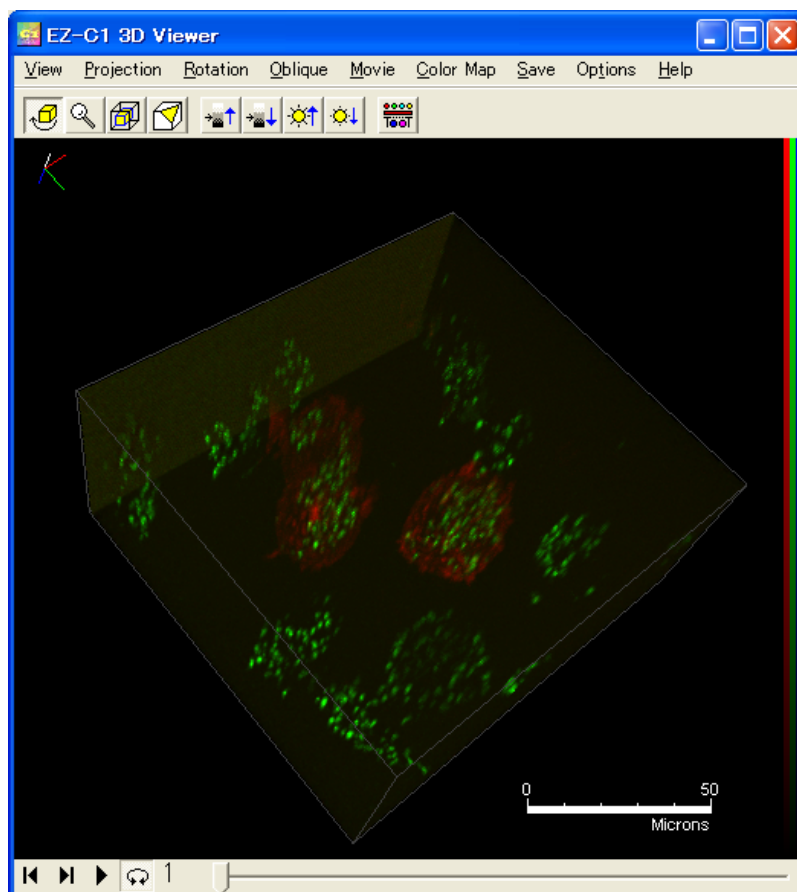 EZ-C1 3D Viewer
View Projection Rotation Oblique Movie Color Map Save Options Help
0 50
Microns
1